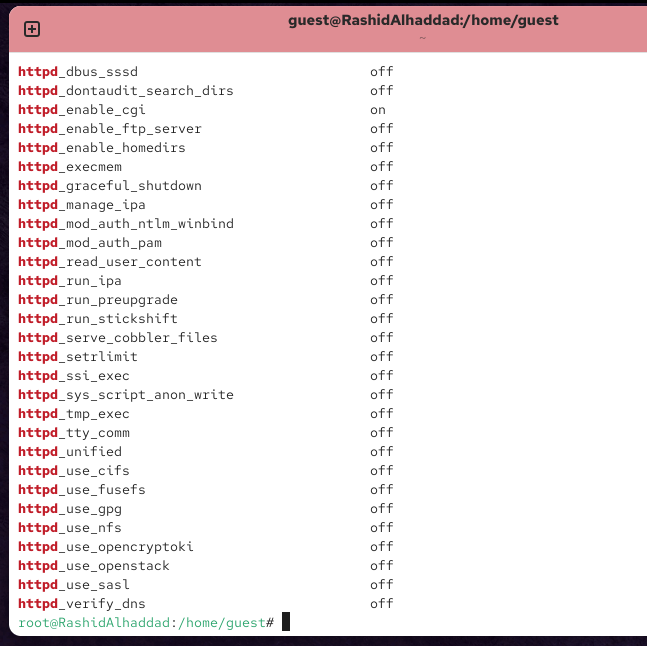 guest@RashidAlhaddad:/home/guest
~
httpd_dbus_sssd off
httpd_dontaudit_search_dirs off
httpd_enable_cgi on
httpd_enable_ftp_server off
httpd_enable_homedirs off
httpd_execmem off
httpd_graceful_shutdown off
httpd_manage_ipa off
httpd_mod_auth_ntlm_winbind off
httpd_mod_auth_pam off
httpd_read_user_content off
httpd_run_ipa off
httpd_run_preupgrade off
httpd_run_stickshift off
httpd_serve_cobbler_files off
httpd_setrlimit off
httpd_ssi_exec off
httpd_sys_script_anon_write off
httpd_tmp_exec off
httpd_tty_comm off
httpd_unified off
httpd_use_cifs off
httpd_use_fusefs off
httpd_use_gpg off
httpd_use_nfs off
httpd_use_opencryptoki off
httpd_use_openstack off
httpd_use_sasl off
httpd_verify_dns off
root@RashidAlhaddad:/home/guest#